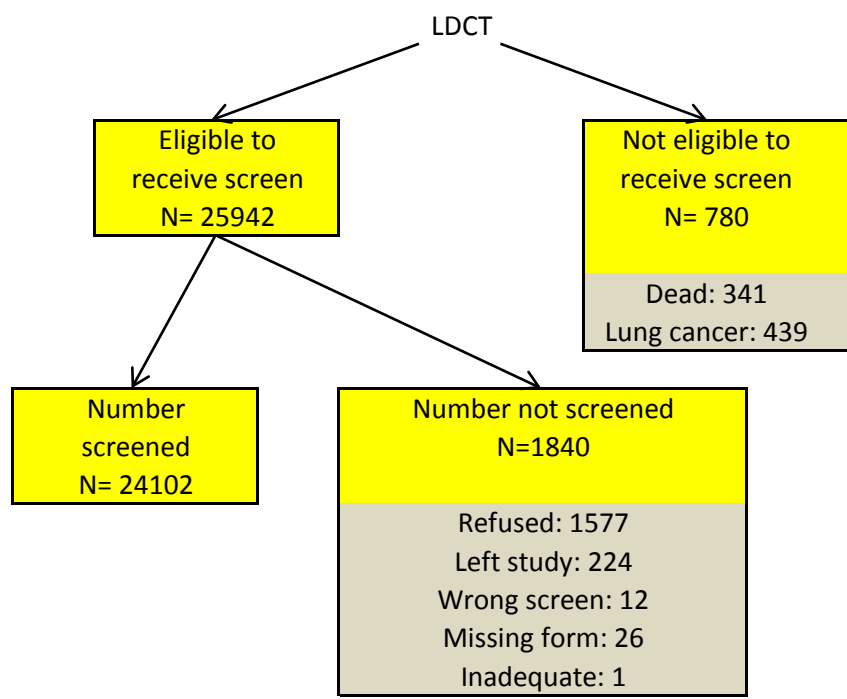 LDCT
Eligible to
receive screen
N= 25942
Not eligible to
receive screen
N= 780
Dead: 341
Lung cancer: 439
Number
screened
N= 24102
Number not screened
N=1840
Refused: 1577
Left study: 224
Wrong screen: 12
Missing form: 26
Inadequate: 1